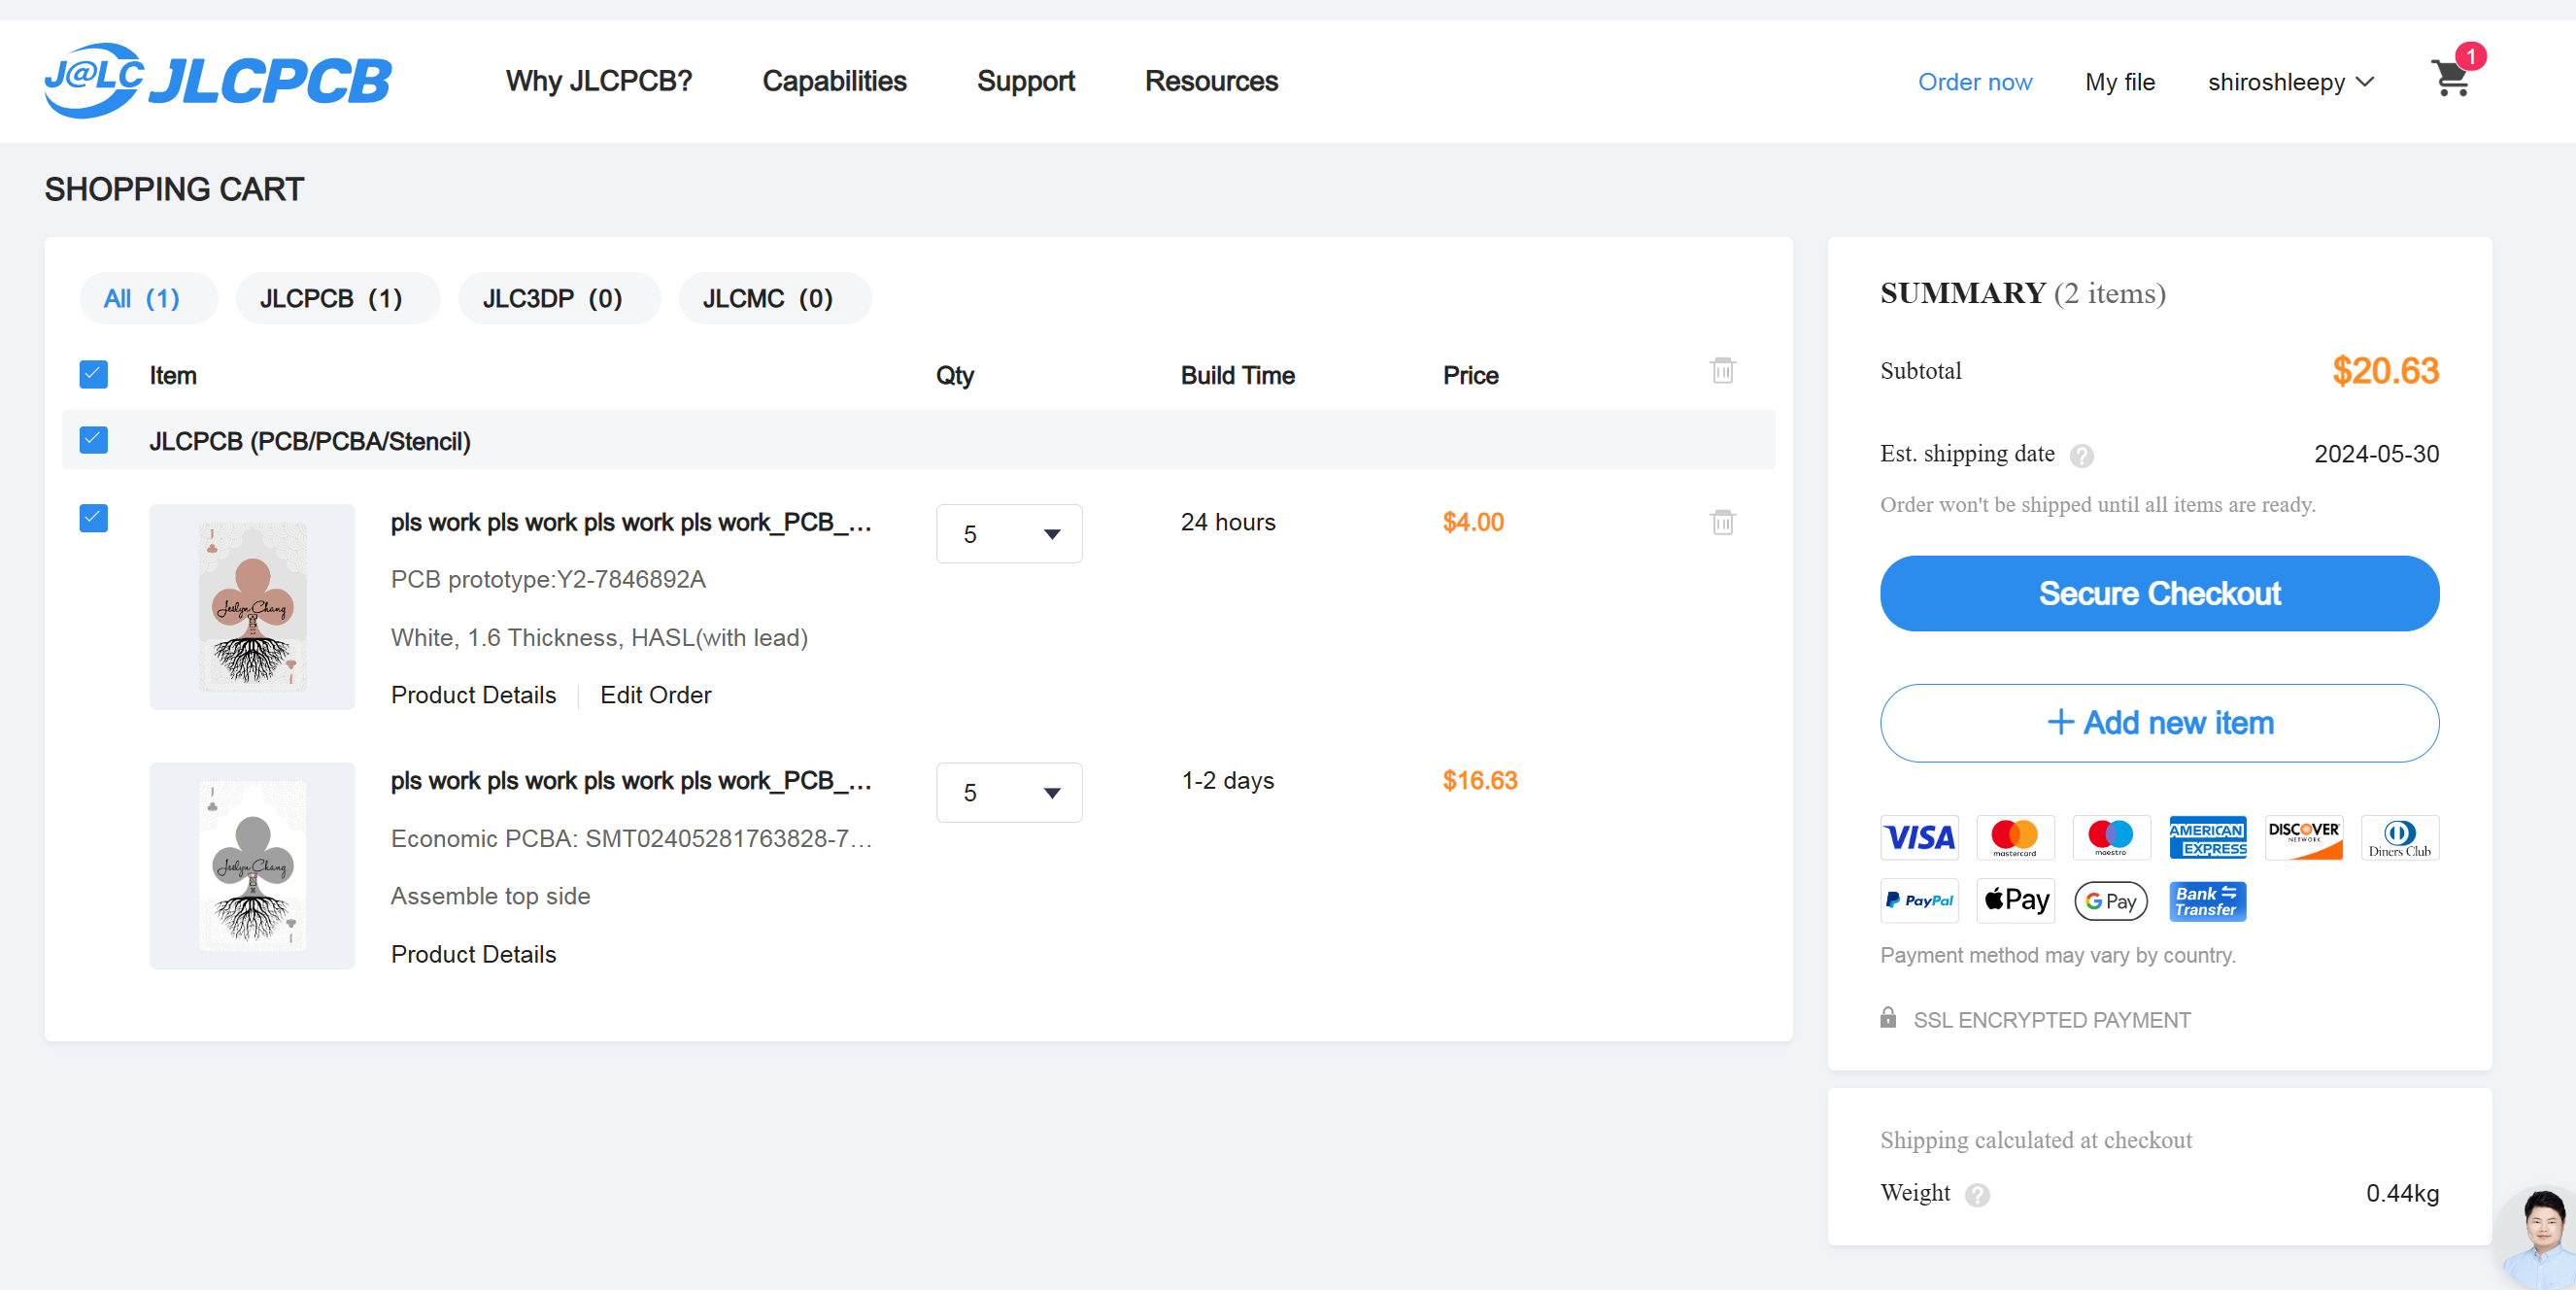 J@LC JLCPCB
Why JLCPCB?
Capabilities
Support
Resources
Order now
My file
shiroshleepy
1
SHOPPING CART
All (1)
JLCPCB (1)
JLC3DP (0)
JLCMC (0)
Item
Qty
Build Time
Price
JLCPCB (PCB/PCBA/Stencil)
J
Jeslyn Chang
J
pls work pls work pls work pls work_PCB_...
PCB prototype:Y2-7846892A
White, 1.6 Thickness, HASL(with lead)
Product Details
Edit Order
5
24 hours
$4.00
J
Jeslyn Chang
J
pls work pls work pls work pls work_PCB_...
Economic PCBA: SMT02405281763828-7...
Assemble top side
Product Details
5
1-2 days
$16.63
SUMMARY (2 items)
Subtotal
$20.63
Est. shipping date ?
2024-05-30
Order won't be shipped until all items are ready.
Secure Checkout
+ Add new item
VISA
mastercard
maestro
AMERICAN
EXPRESS
DISCOVER
NETWORK
Diners Club
PayPal
Pay
G Pay
Bank
Transfer
Payment method may vary by country.
SSL ENCRYPTED PAYMENT
Shipping calculated at checkout
Weight ?
0.44kg